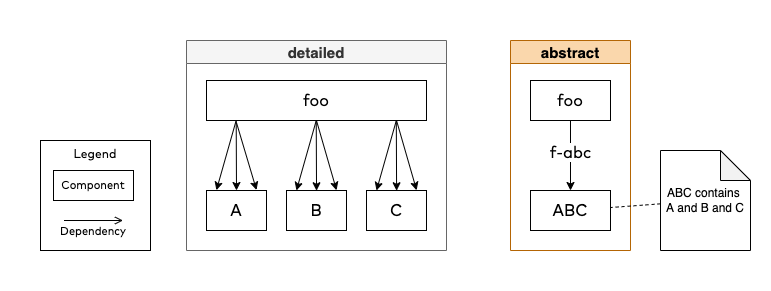 detailed
foo
A
B
C
abstract
foo
f-abc
ABC
ABC contains
A and B and C
Legend
Component
Dependency